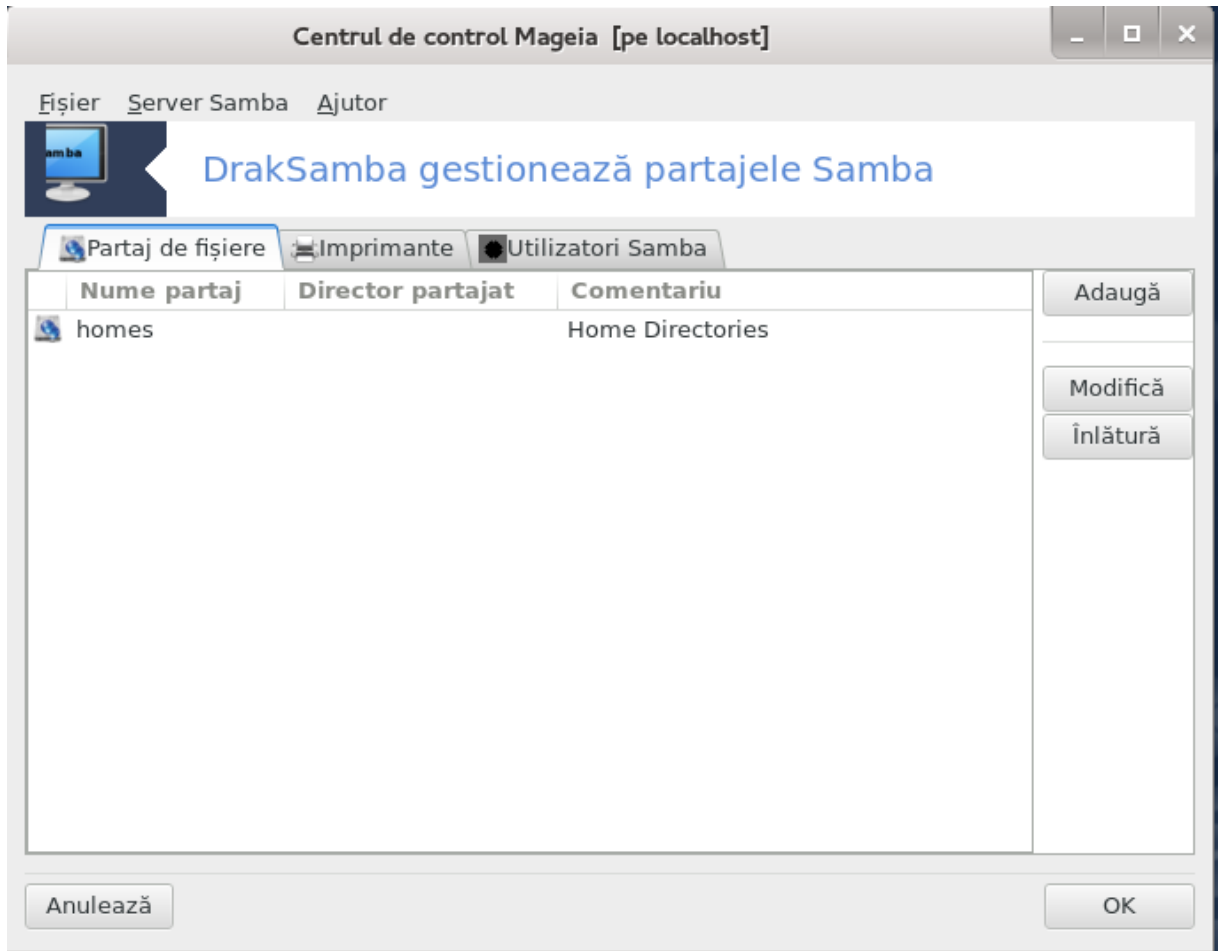 Centrul de control Mageia [pe localhost]
Fișier Server Samba Ajutor
amba
DrakSamba gestionează partajele Samba
Partaj de fișiere Imprimante Utilizatori Samba
Nume partaj Director partajat Comentariu
Adaugă
homes Home Directories
Modifică
Înlătură
Anulează OK